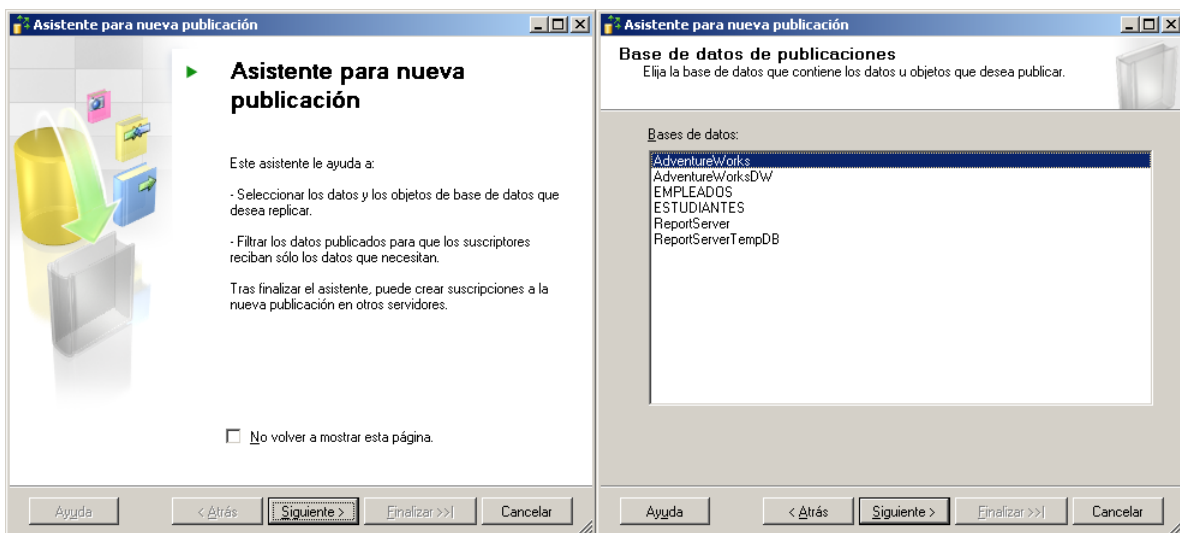 Asistente para nueva publicación
Asistente para nueva
publicación
Este asistente le ayuda a:
- Seleccionar los datos y los objetos de base de datos que
desea replicar.
- Filtrar los datos publicados para que los suscriptores
reciban sólo los datos que necesitan.
Tras finalizar el asistente, puede crear suscripciones a la
nueva publicación en otros servidores.
No volver a mostrar esta página.
Ayuda
< Atrás
Siguiente >
Finalizar >>|
Cancelar
Asistente para nueva publicación
Base de datos de publicaciones
Elija la base de datos que contiene los datos u objetos que desea publicar.
Bases de datos:
AdventureWorks
AdventureWorksDW
EMPLEADOS
ESTUDIANTES
ReportServer
ReportServerTempDB
Ayuda
< Atrás
Siguiente >
Finalizar >>|
Cancelar